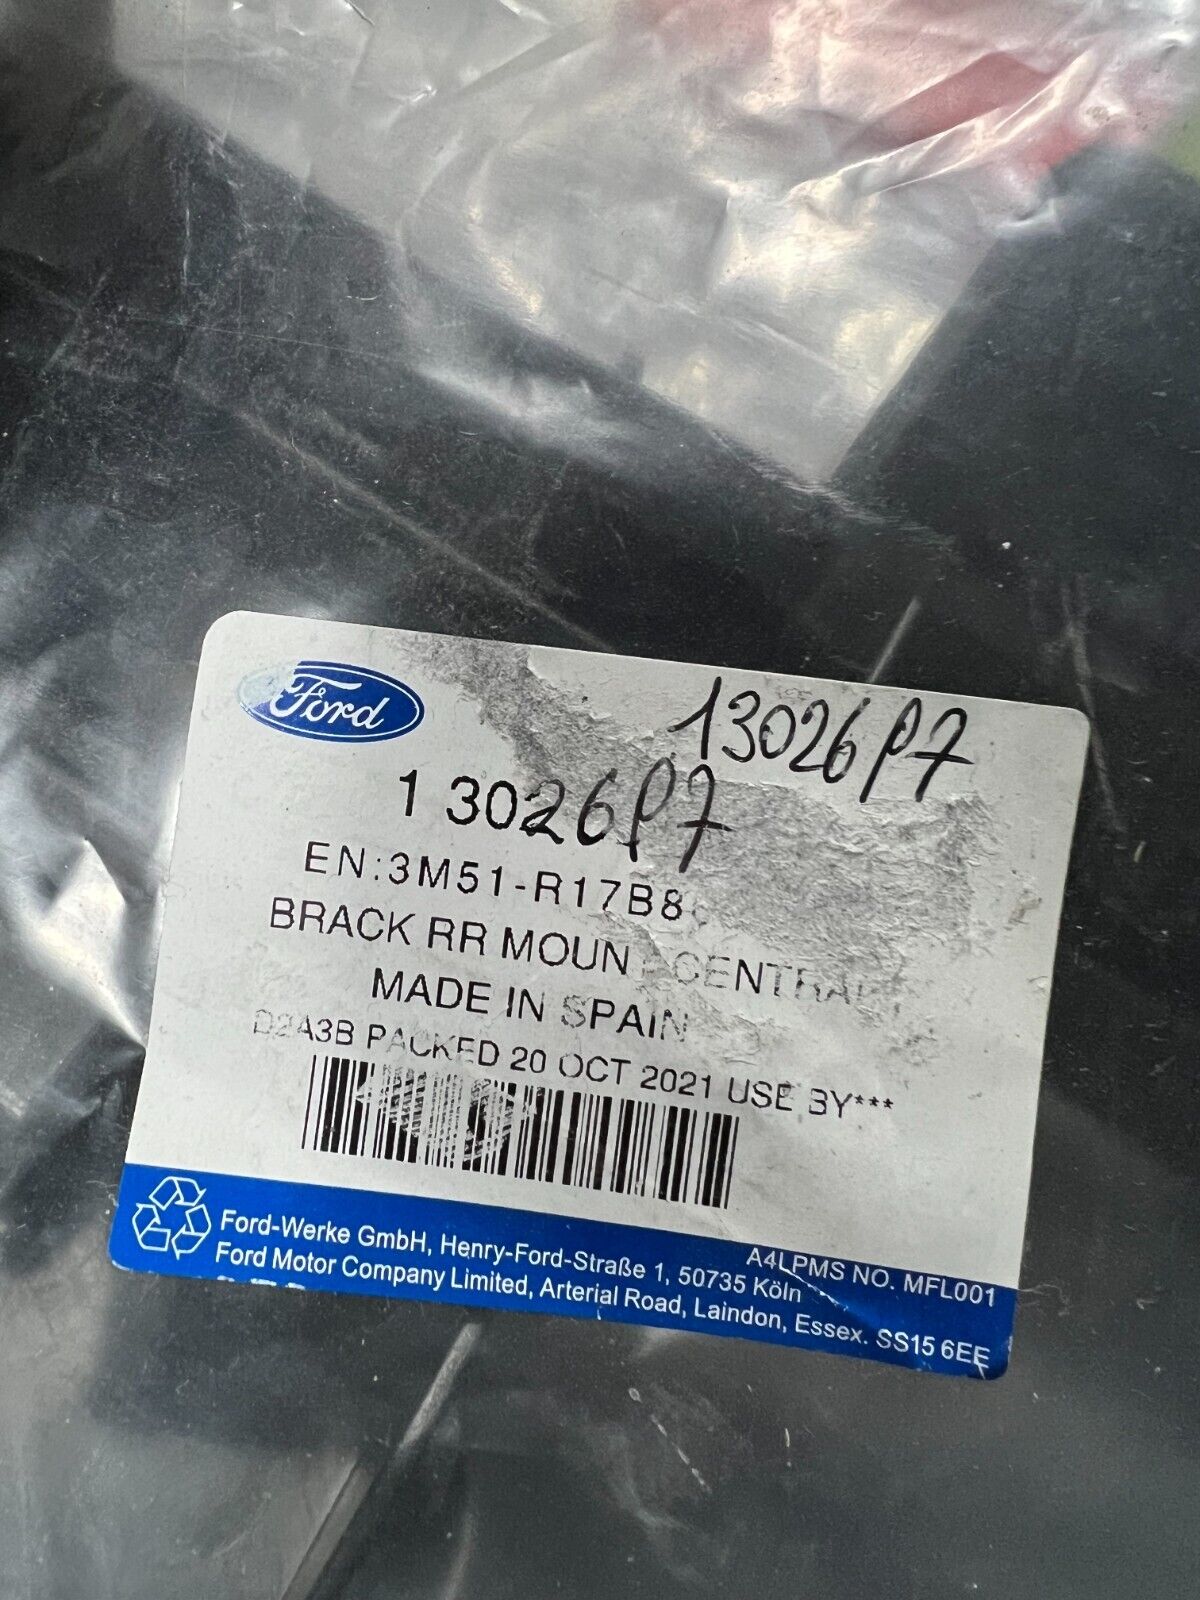 Ford
13026P7
13026P7
EN:3M51-R17B8
BRACK RR MOUN CENTRAL
MADE IN SPAIN
D2A3B PACKED 20 OCT 2021 USE BY***
A4LPMS NO. MFL001
Ford-Werke GmbH, Henry-Ford-Straße 1, 50735 Köln
Ford Motor Company Limited, Arterial Road, Laindon, Essex. SS15 6EE